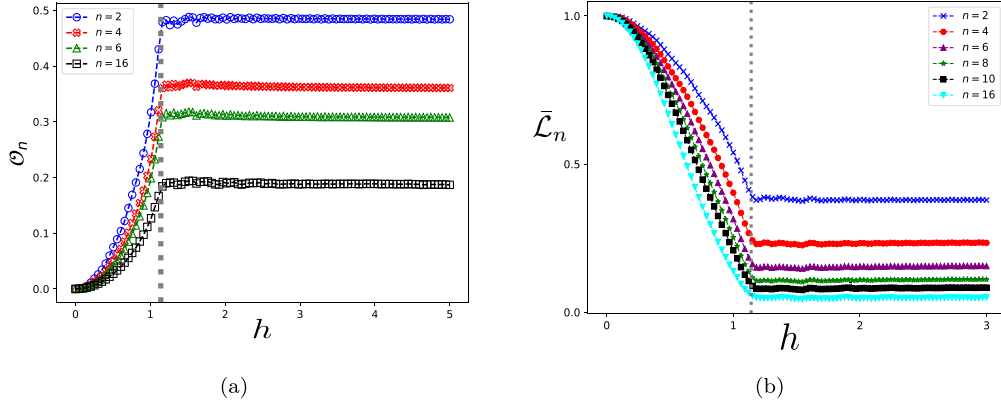 0.5
0.4
0.3
0.2
0.1
0.0
𝒪ₙ
n = 2
n = 4
n = 6
n = 16
0 1 2 3 4 5
h
(a)
1.0
0.5
0.0
ℒ̄ₙ
n = 2
n = 4
n = 6
n = 8
n = 10
n = 16
0 1 2 3
h
(b)